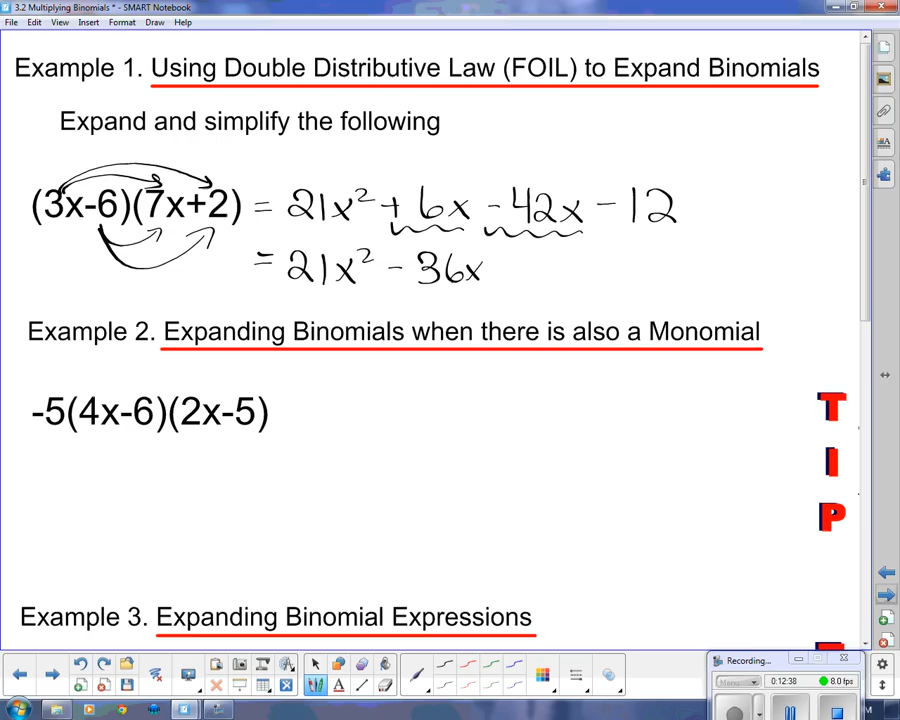 3.2 Multiplying Binomials * - SMART Notebook
File Edit View Insert Format Draw Help
Example 1. Using Double Distributive Law (FOIL) to Expand Binomials
Expand and simplify the following
(3x-6)(7x+2) = 21x² + 6x - 42x - 12
= 21x² - 36x
Example 2. Expanding Binomials when there is also a Monomial
-5(4x-6)(2x-5)
T
I
P
Example 3. Expanding Binomial Expressions
Recording...
Menu
0:12:38
8.0 fps